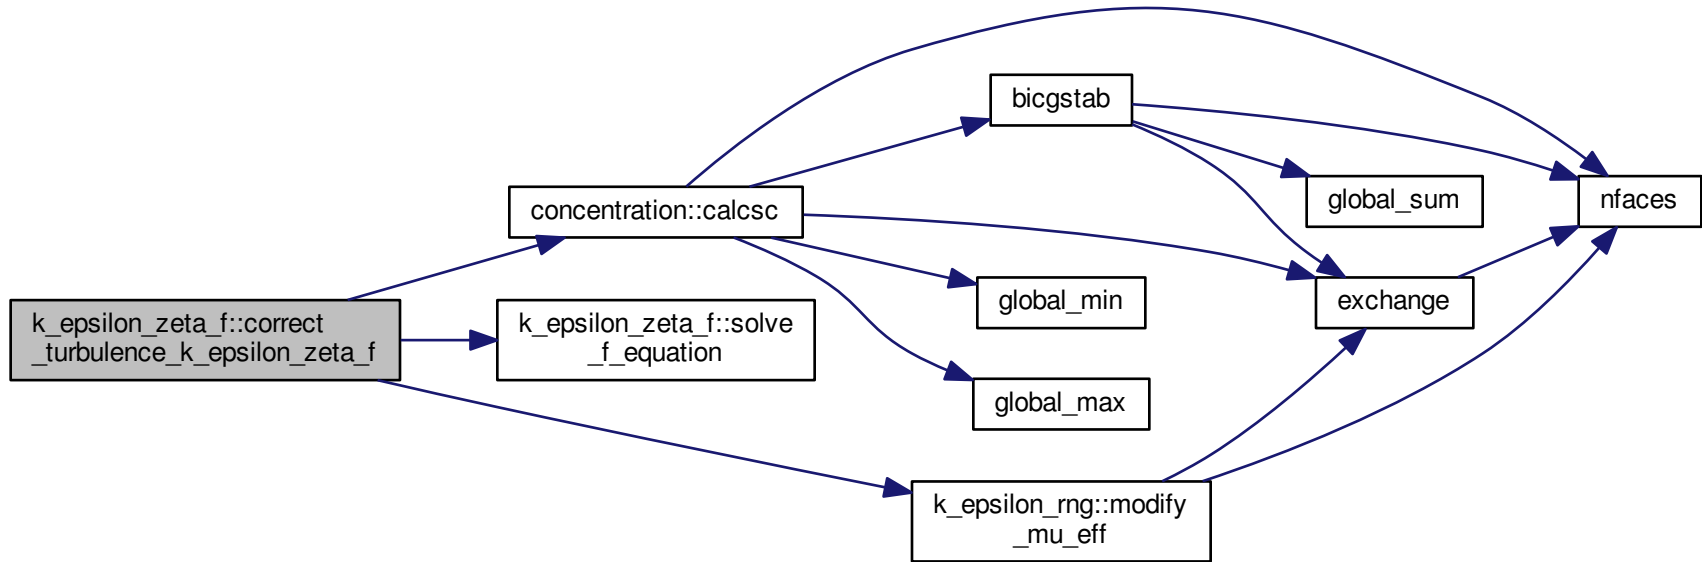 bicgstab
concentration::calcsc
global_sum
nfaces
global_min
exchange
k_epsilon_zeta_f::correct
_turbulence_k_epsilon_zeta_f
k_epsilon_zeta_f::solve
_f_equation
global_max
k_epsilon_rng::modify
_mu_eff